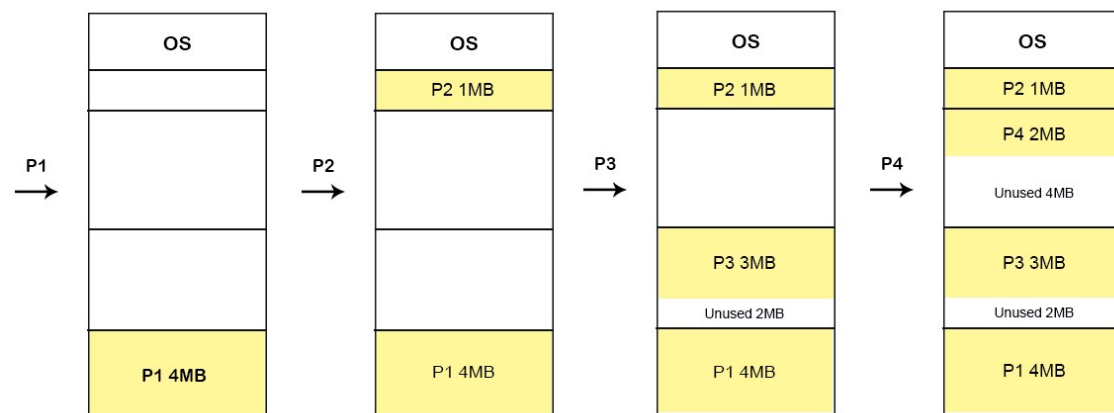 P1
OS
P1 4MB
P2
OS
P2 1MB
P1 4MB
P3
OS
P2 1MB
P3 3MB
Unused 2MB
P1 4MB
P4
OS
P2 1MB
P4 2MB
Unused 4MB
P3 3MB
Unused 2MB
P1 4MB